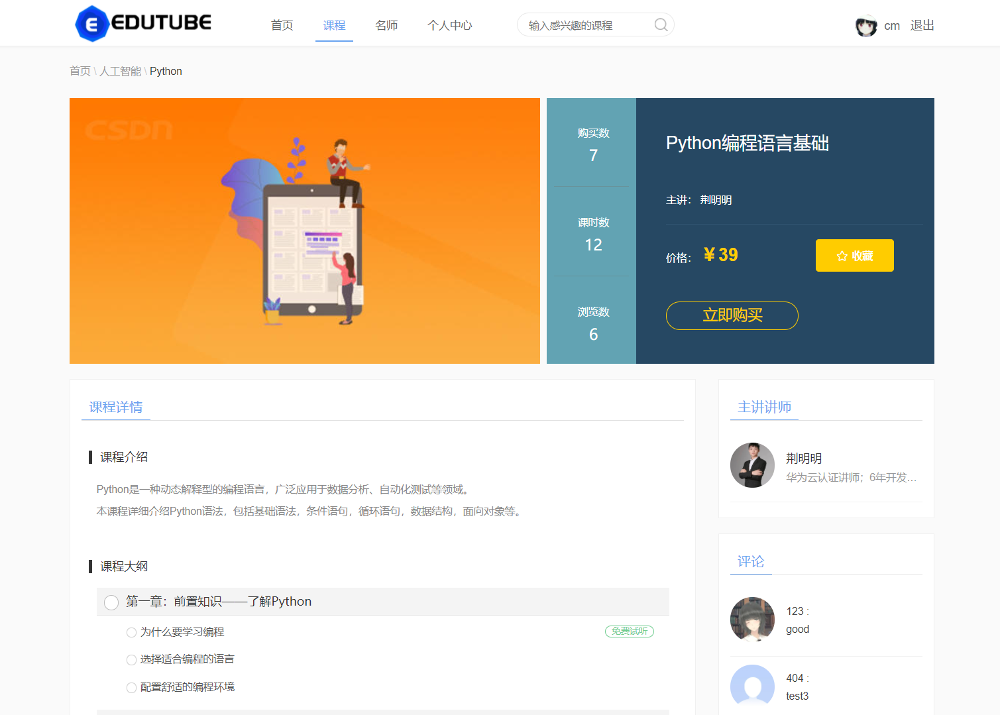 EDUTUBE
首页 课程 名师 个人中心
输入感兴趣的课程
cm 退出
首页 \ 人工智能 \ Python
CSDN
购买数
7
课时数
12
浏览数
6
Python编程语言基础
主讲： 荆明明
价格： ￥39
收藏
立即购买
课程详情
课程介绍
Python是一种动态解释型的编程语言，广泛应用于数据分析、自动化测试等领域。
本课程详细介绍Python语法，包括基础语法，条件语句，循环语句，数据结构，面向对象等。
课程大纲
第一章：前置知识——了解Python
为什么要学习编程 免费试听
选择适合编程的语言
配置舒适的编程环境
主讲讲师
荆明明
华为云认证讲师；6年开发...
评论
123 :
good
404 :
test3